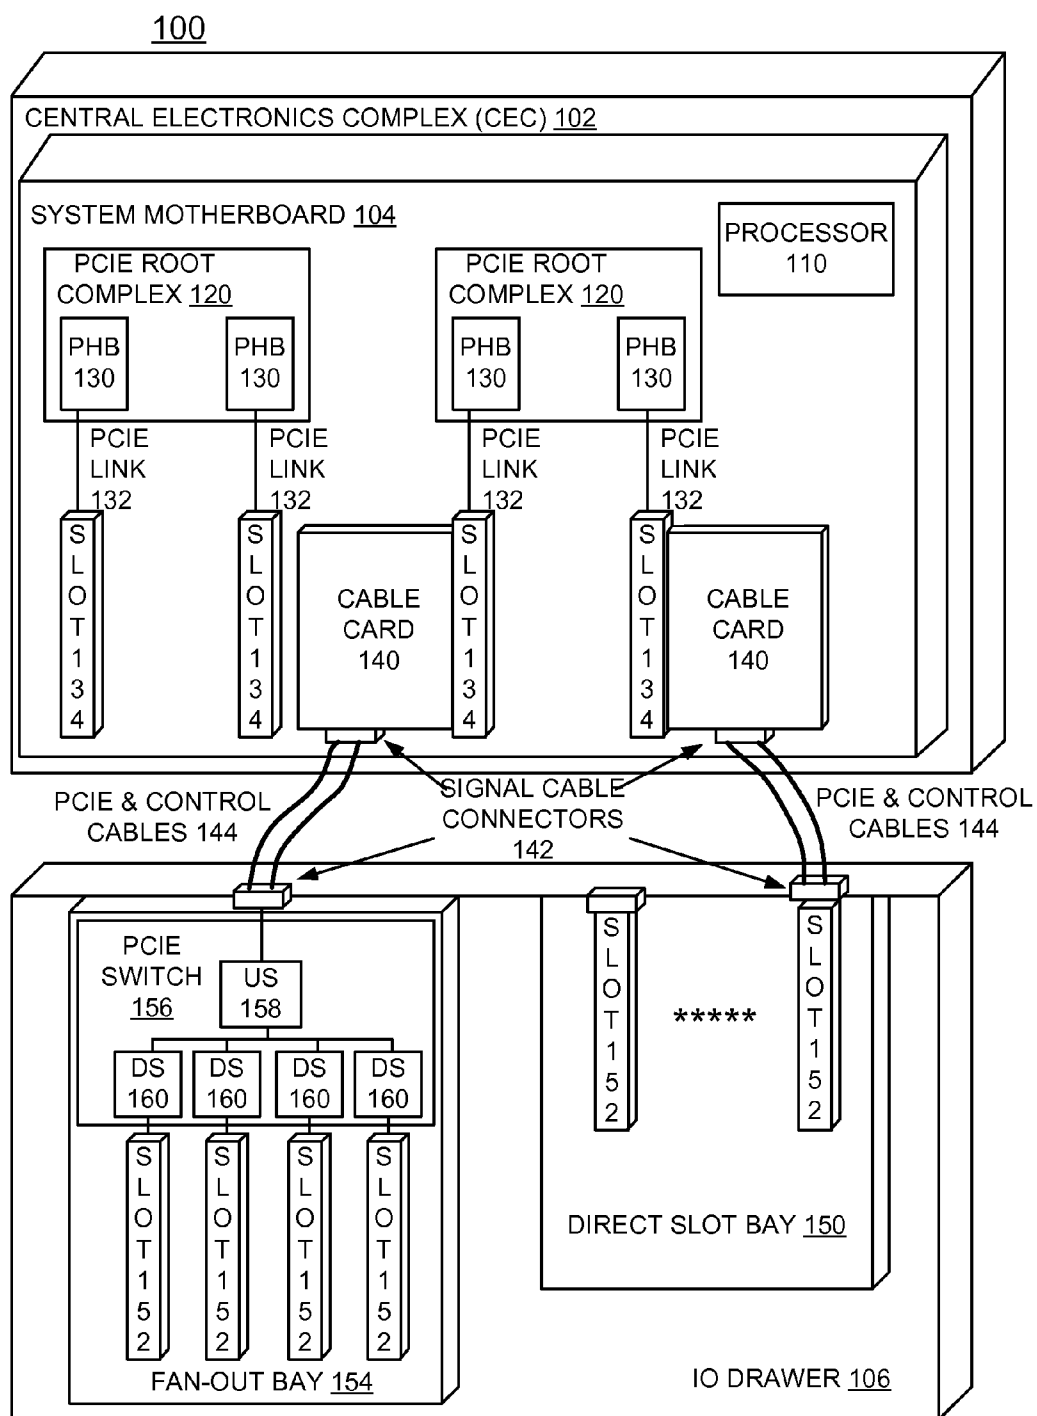 100
CENTRAL ELECTRONICS COMPLEX (CEC) 102
SYSTEM MOTHERBOARD 104
PROCESSOR
110
PCIE ROOT
COMPLEX 120
PHB
130
PHB
130
PCIE ROOT
COMPLEX 120
PHB
130
PHB
130
PCIE
LINK
132
PCIE
LINK
132
PCIE
LINK
132
PCIE
LINK
132
SLOT134
SLOT134
CABLE
CARD
140
SLOT134
SLOT134
CABLE
CARD
140
PCIE & CONTROL
CABLES 144
SIGNAL CABLE
CONNECTORS
142
PCIE & CONTROL
CABLES 144
PCIE
SWITCH
156
US
158
DS
160
DS
160
DS
160
DS
160
SLOT152
SLOT152
SLOT152
SLOT152
FAN-OUT BAY 154
SLOT152
*****
SLOT152
DIRECT SLOT BAY 150
IO DRAWER 106